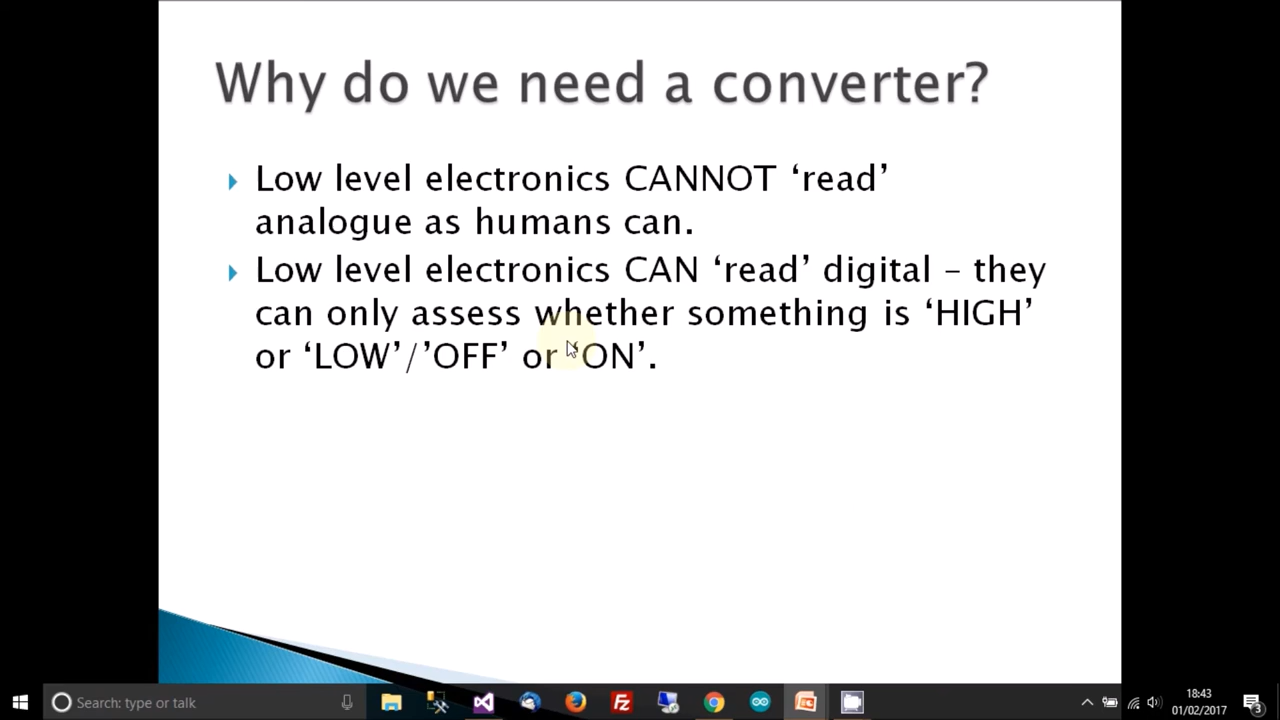 Why do we need a converter?
Low level electronics CANNOT ‘read’
analogue as humans can.
Low level electronics CAN ‘read’ digital – they
can only assess whether something is ‘HIGH’
or ‘LOW’/’OFF’ or ‘ON’.
Search: type or talk
18:43
01/02/2017
3